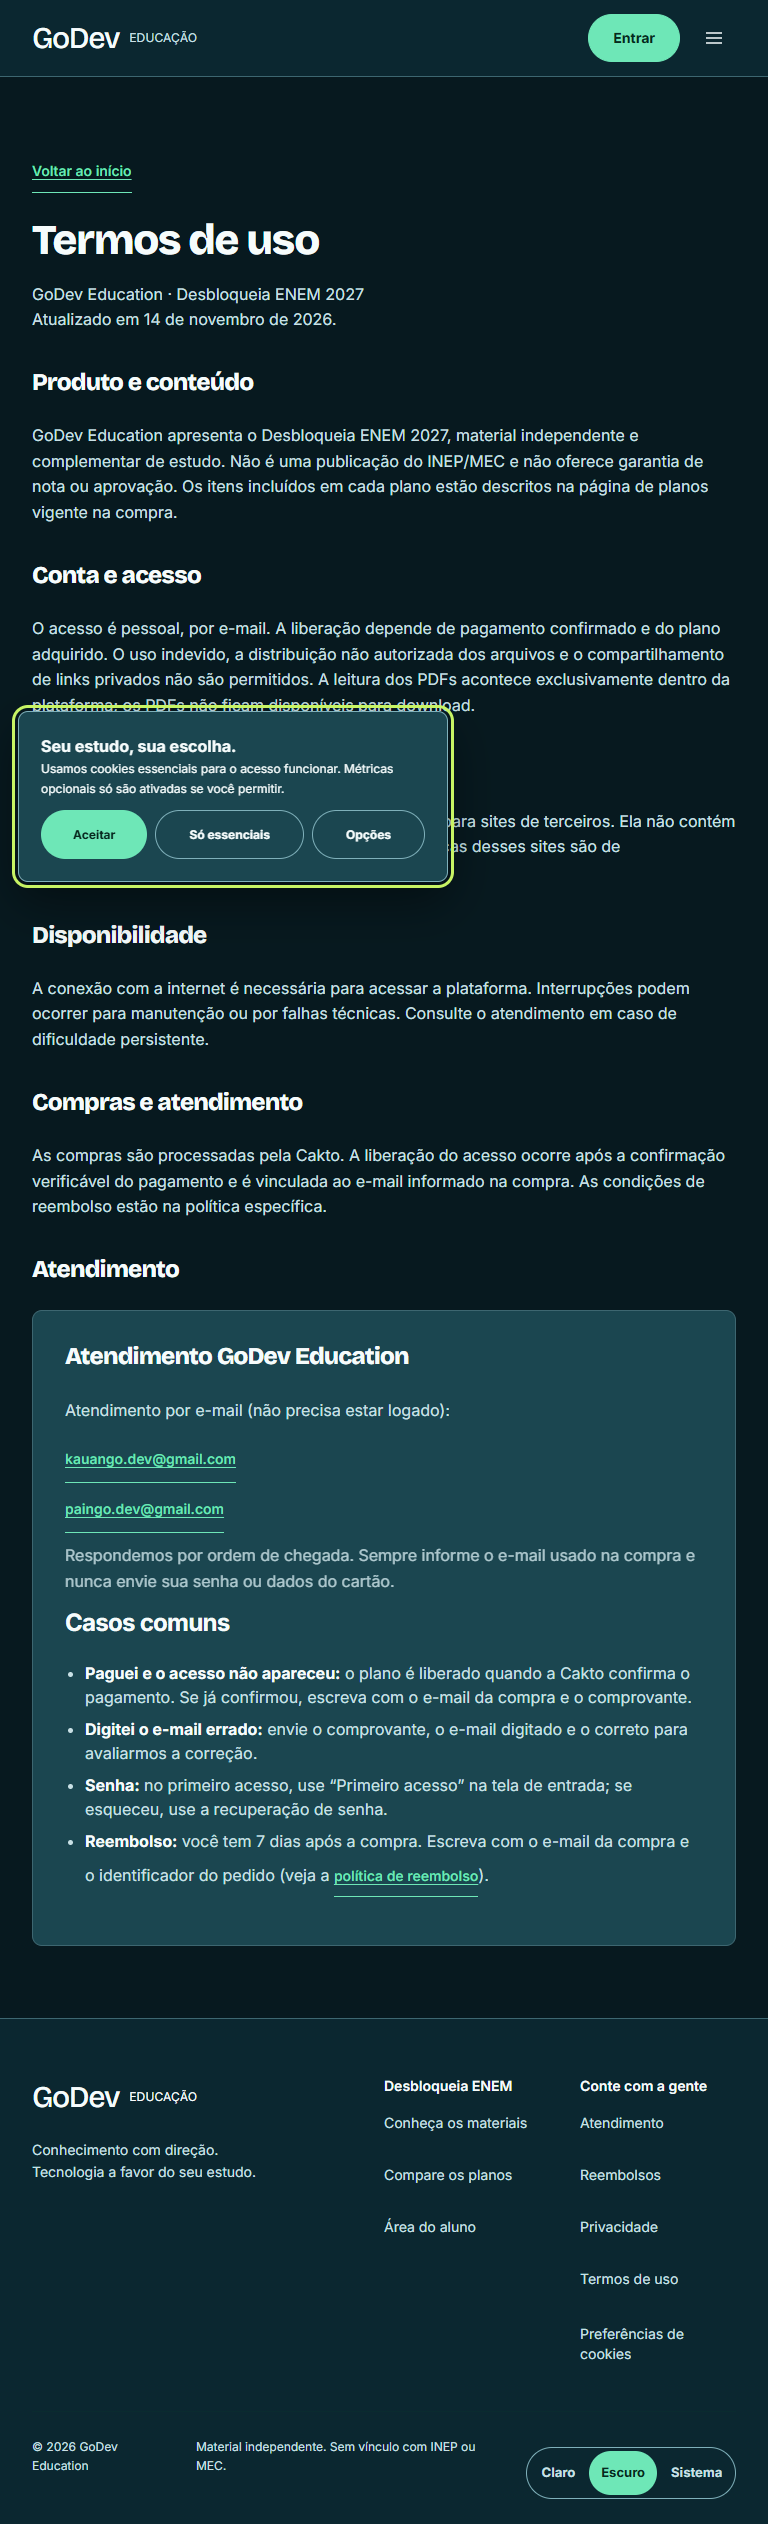 GoDev EDUCAÇÃO
Entrar
Voltar ao início
Termos de uso
GoDev Education · Desbloqueia ENEM 2027
Atualizado em 14 de novembro de 2026.
Produto e conteúdo
GoDev Education apresenta o Desbloqueia ENEM 2027, material independente e
complementar de estudo. Não é uma publicação do INEP/MEC e não oferece garantia de
nota ou aprovação. Os itens incluídos em cada plano estão descritos na página de planos
vigente na compra.
Conta e acesso
O acesso é pessoal, por e-mail. A liberação depende de pagamento confirmado e do plano
adquirido. O uso indevido, a distribuição não autorizada dos arquivos e o compartilhamento
de links privados não são permitidos. A leitura dos PDFs acontece exclusivamente dentro da
plataforma; os PDFs não ficam disponíveis para download.
Seu estudo, sua escolha.
Usamos cookies essenciais para o acesso funcionar. Métricas
opcionais só são ativadas se você permitir.
Aceitar
Só essenciais
Opções
para sites de terceiros. Ela não contém
desses sites são de
Disponibilidade
A conexão com a internet é necessária para acessar a plataforma. Interrupções podem
ocorrer para manutenção ou por falhas técnicas. Consulte o atendimento em caso de
dificuldade persistente.
Compras e atendimento
As compras são processadas pela Cakto. A liberação do acesso ocorre após a confirmação
verificável do pagamento e é vinculada ao e-mail informado na compra. As condições de
reembolso estão na política específica.
Atendimento
Atendimento GoDev Education
Atendimento por e-mail (não precisa estar logado):
kauango.dev@gmail.com
paingo.dev@gmail.com
Respondemos por ordem de chegada. Sempre informe o e-mail usado na compra e
nunca envie sua senha ou dados do cartão.
Casos comuns
• Paguei e o acesso não apareceu: o plano é liberado quando a Cakto confirma o
pagamento. Se já confirmou, escreva com o e-mail da compra e o comprovante.
• Digitei o e-mail errado: envie o comprovante, o e-mail digitado e o correto para
avaliarmos a correção.
• Senha: no primeiro acesso, use “Primeiro acesso” na tela de entrada; se
esqueceu, use a recuperação de senha.
• Reembolso: você tem 7 dias após a compra. Escreva com o e-mail da compra e
o identificador do pedido (veja a política de reembolso).
GoDev EDUCAÇÃO
Conhecimento com direção.
Tecnologia a favor do seu estudo.
Desbloqueia ENEM
Conheça os materiais
Compare os planos
Área do aluno
Conte com a gente
Atendimento
Reembolsos
Privacidade
Termos de uso
Preferências de
cookies
© 2026 GoDev
Education
Material independente. Sem vínculo com INEP ou
MEC.
Claro
Escuro
Sistema